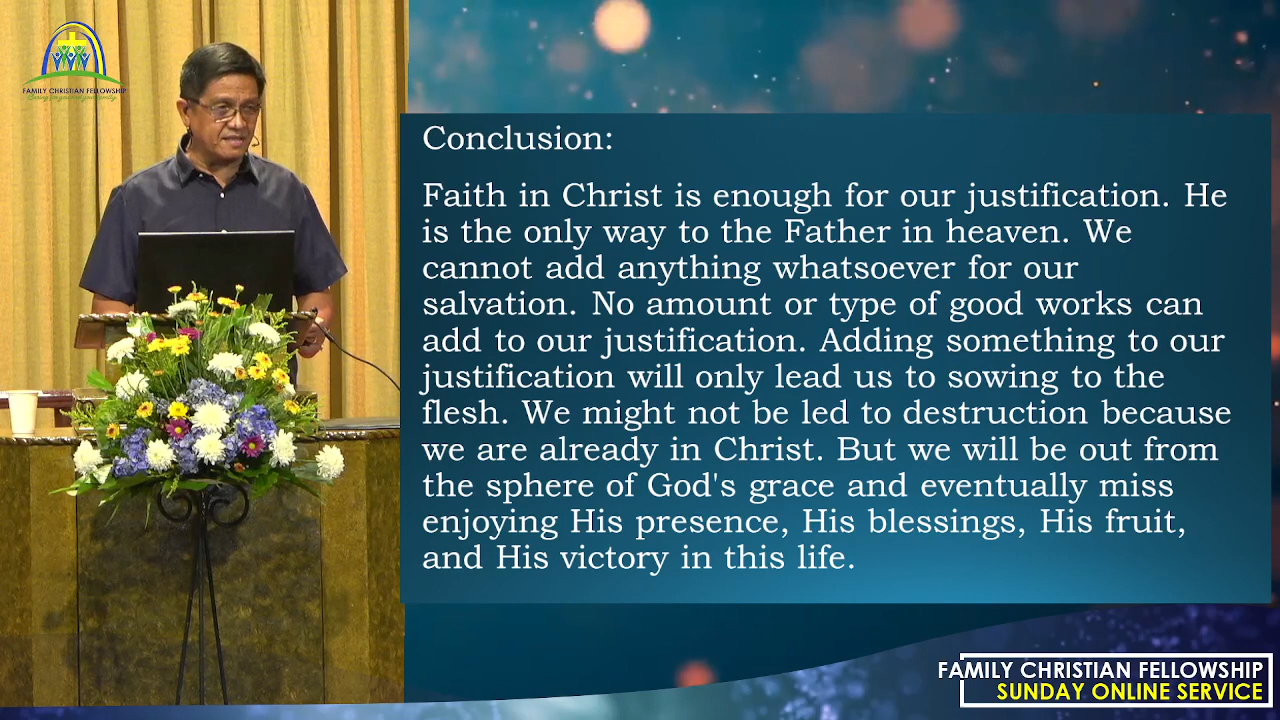 FAMILY CHRISTIAN FELLOWSHIP
Conclusion:
Faith in Christ is enough for our justification. He
is the only way to the Father in heaven. We
cannot add anything whatsoever for our
salvation. No amount or type of good works can
add to our justification. Adding something to our
justification will only lead us to sowing to the
flesh. We might not be led to destruction because
we are already in Christ. But we will be out from
the sphere of God's grace and eventually miss
enjoying His presence, His blessings, His fruit,
and His victory in this life.
FAMILY CHRISTIAN FELLOWSHIP
SUNDAY ONLINE SERVICE